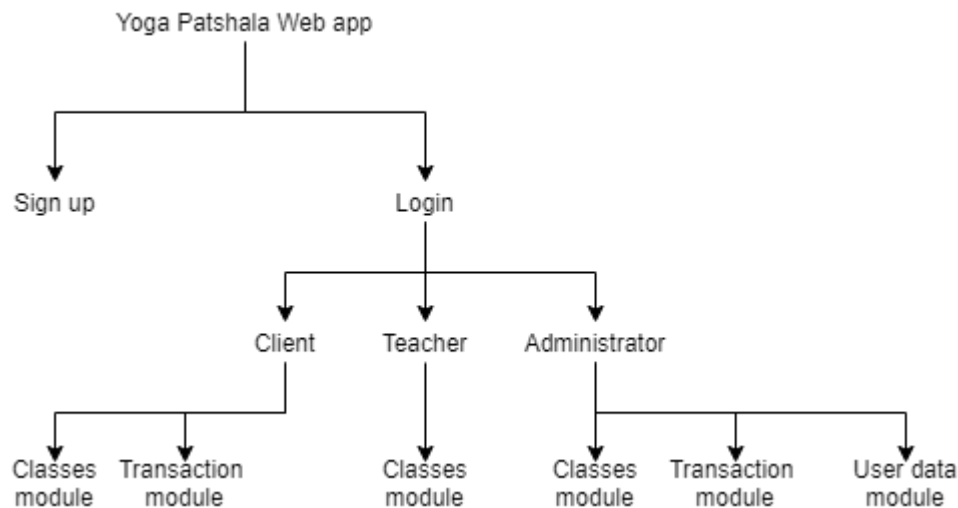 Yoga Patshala Web app
Sign up
Login
Client
Teacher
Administrator
Classes
module
Transaction
module
Classes
module
Classes
module
Transaction
module
User data
module